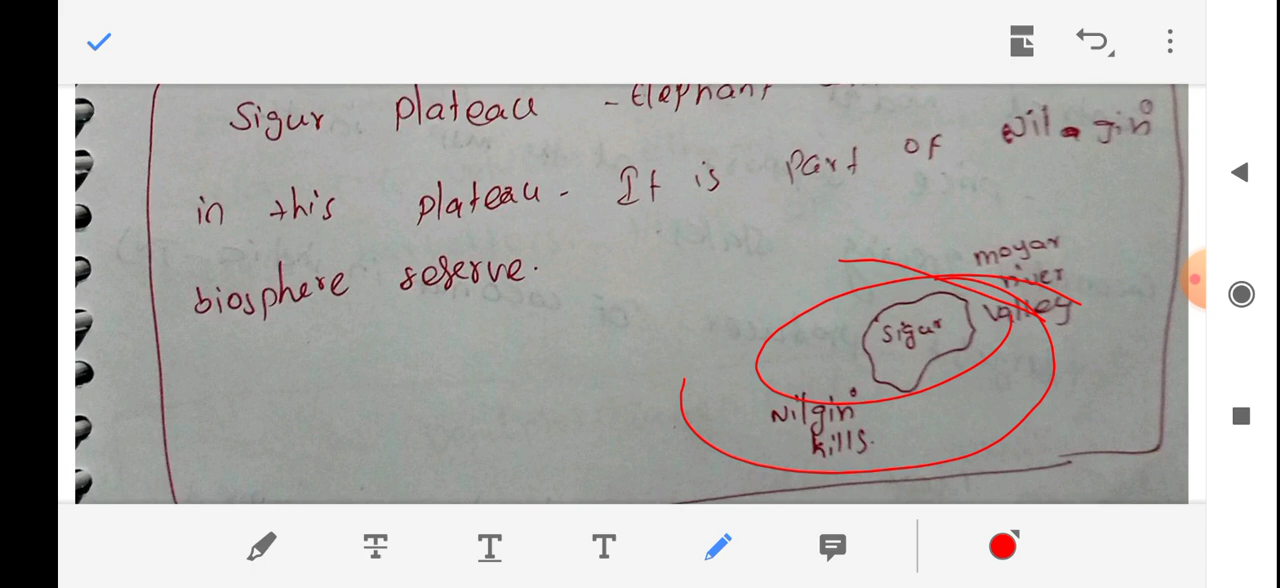 Sigur Plateau - Elephant
in this plateau - It is part of Nilgiri
biosphere reserve.
moyar
river
valley
Sigur
Nilgiri
hills.
T
T
T